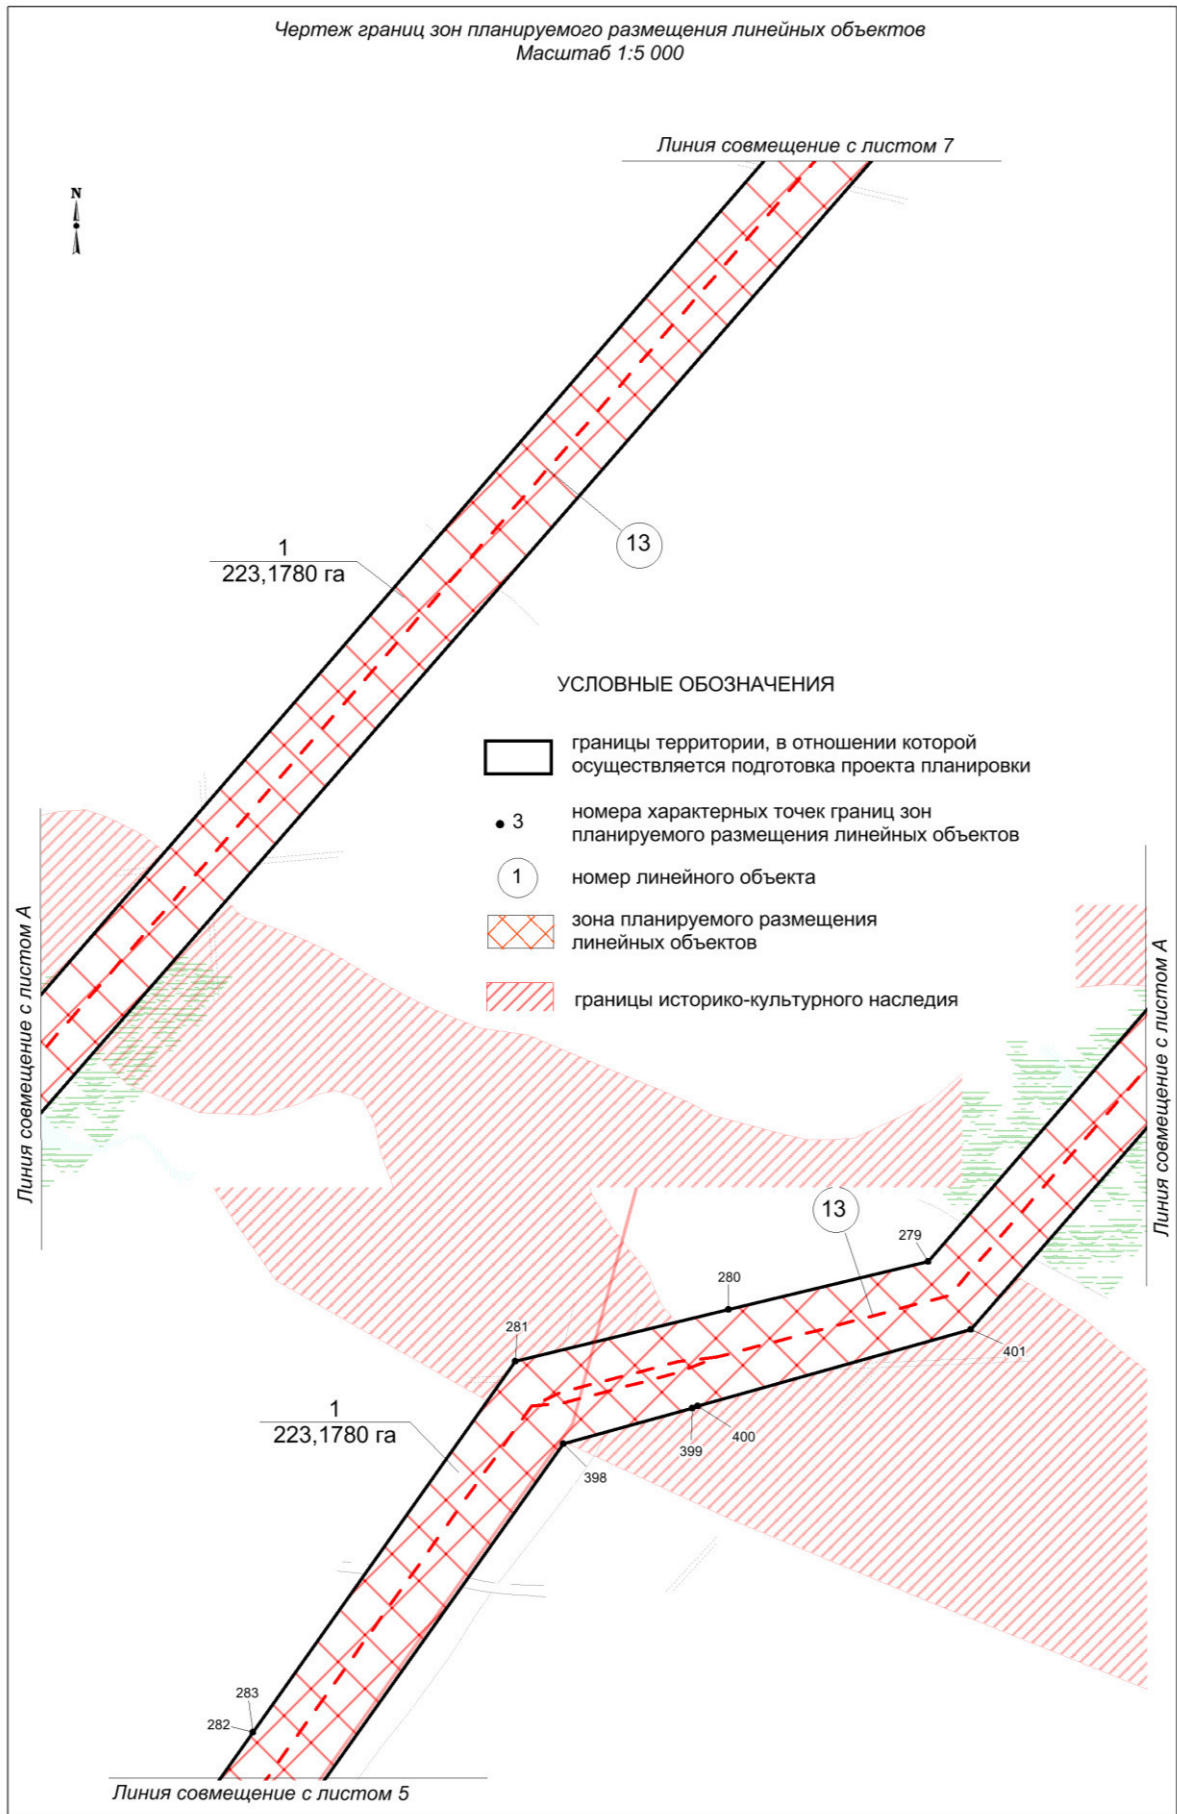 Чертеж границ зон планируемого размещения линейных объектов
Масштаб 1:5 000
Линия совмещение с листом 7
N
13
1
223,1780 га
УСЛОВНЫЕ ОБОЗНАЧЕНИЯ
границы территории, в отношении которой
осуществляется подготовка проекта планировки
3
номера характерных точек границ зон
планируемого размещения линейных объектов
1
номер линейного объекта
зона планируемого размещения
линейных объектов
границы историко-культурного наследия
Линия совмещение с листом А
Линия совмещение с листом А
13
279
280
281
401
1
223,1780 га
400
399
398
283
282
Линия совмещение с листом 5